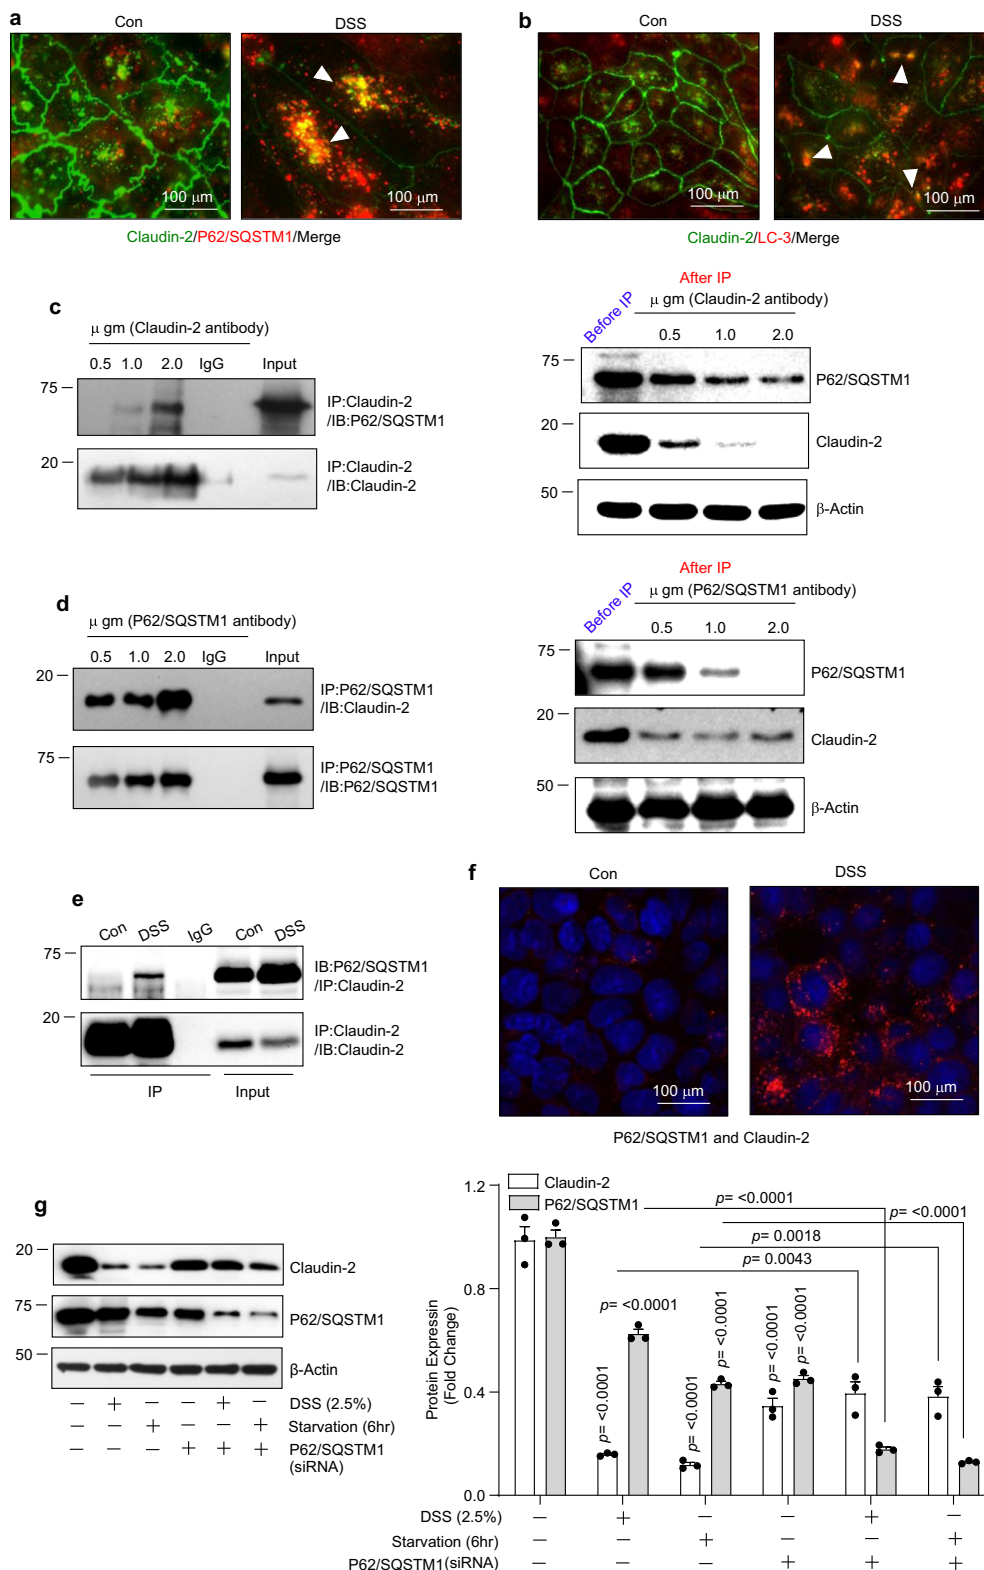 a
Con
DSS
100 μm
100 μm
Claudin-2/P62/SQSTM1/Merge
b
Con
DSS
100 μm
100 μm
Claudin-2/LC-3/Merge
c
μ gm (Claudin-2 antibody)
0.5 1.0 2.0 IgG Input
75
IP:Claudin-2
/IB:P62/SQSTM1
20
IP:Claudin-2
/IB:Claudin-2
After IP
Before IP
μ gm (Claudin-2 antibody)
0.5 1.0 2.0
75
P62/SQSTM1
20
Claudin-2
50
β-Actin
d
μ gm (P62/SQSTM1 antibody)
0.5 1.0 2.0 IgG Input
20
IP:P62/SQSTM1
/IB:Claudin-2
75
IP:P62/SQSTM1
/IB:P62/SQSTM1
After IP
Before IP
μ gm (P62/SQSTM1 antibody)
0.5 1.0 2.0
75
P62/SQSTM1
20
Claudin-2
50
β-Actin
e
Con DSS IgG Con DSS
75
IB:P62/SQSTM1
/IP:Claudin-2
20
IP:Claudin-2
/IB:Claudin-2
IP Input
f
Con
DSS
100 μm
100 μm
P62/SQSTM1 and Claudin-2
g
20
Claudin-2
75
P62/SQSTM1
50
β-Actin
– + – – + – DSS (2.5%)
– – + – – + Starvation (6hr)
– – – + + + P62/SQSTM1
(siRNA)
Claudin-2
P62/SQSTM1
Protein Expressin
(Fold Change)
1.2
0.8
0.4
0.0
p= <0.0001
p= <0.0001
p= 0.0018
p= 0.0043
p= <0.0001
p= <0.0001
p= <0.0001
p= <0.0001
p= <0.0001
p= <0.0001
DSS (2.5%) – + – – + –
Starvation (6hr) – – + – – +
P62/SQSTM1(siRNA) – – – + + +